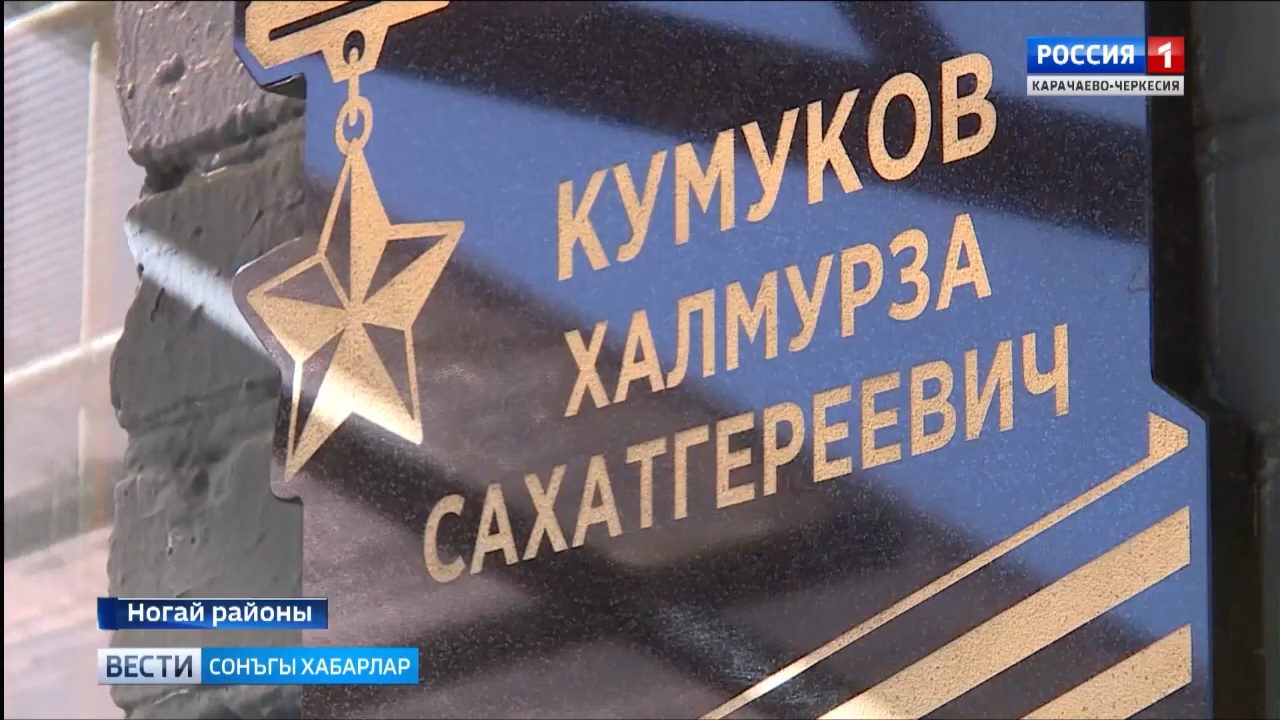 РОССИЯ 1
КАРАЧАЕВО-ЧЕРКЕСИЯ
КУМУКОВ
ХАЛМУРЗА
САХАТГЕРЕЕВИЧ
Ногай районы
ВЕСТИ СОНЪГЫ ХАБАРЛАР